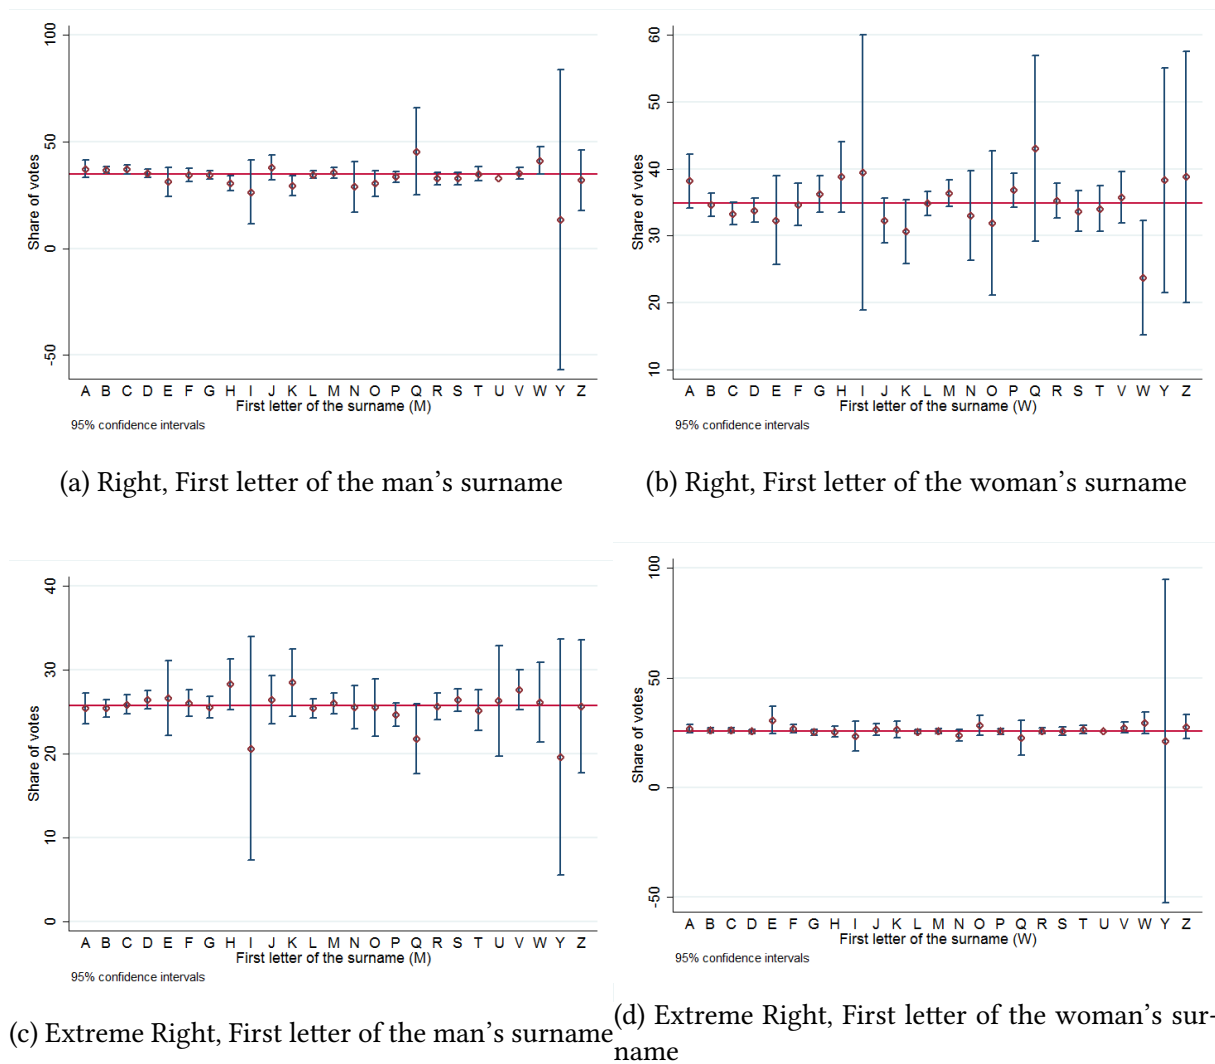 100
50
0
-50
Share of votes
A B C D E F G H I J K L M N O P Q R S T U V W Y Z
First letter of the surname (M)
95% confidence intervals
(a) Right, First letter of the man's surname
60
50
40
30
20
10
Share of votes
A B C D E F G H I J K L M N O P Q R S T V W Y Z
First letter of the surname (W)
95% confidence intervals
(b) Right, First letter of the woman's surname
40
30
20
10
0
Share of votes
A B C D E F G H I J K L M N O P Q R S T U V W Y Z
First letter of the surname (M)
95% confidence intervals
(c) Extreme Right, First letter of the man's surname
100
50
0
-50
Share of votes
A B C D E F G H I J K L M N O P Q R S T U V W Y Z
First letter of the surname (W)
95% confidence intervals
(d) Extreme Right, First letter of the woman's sur-
name